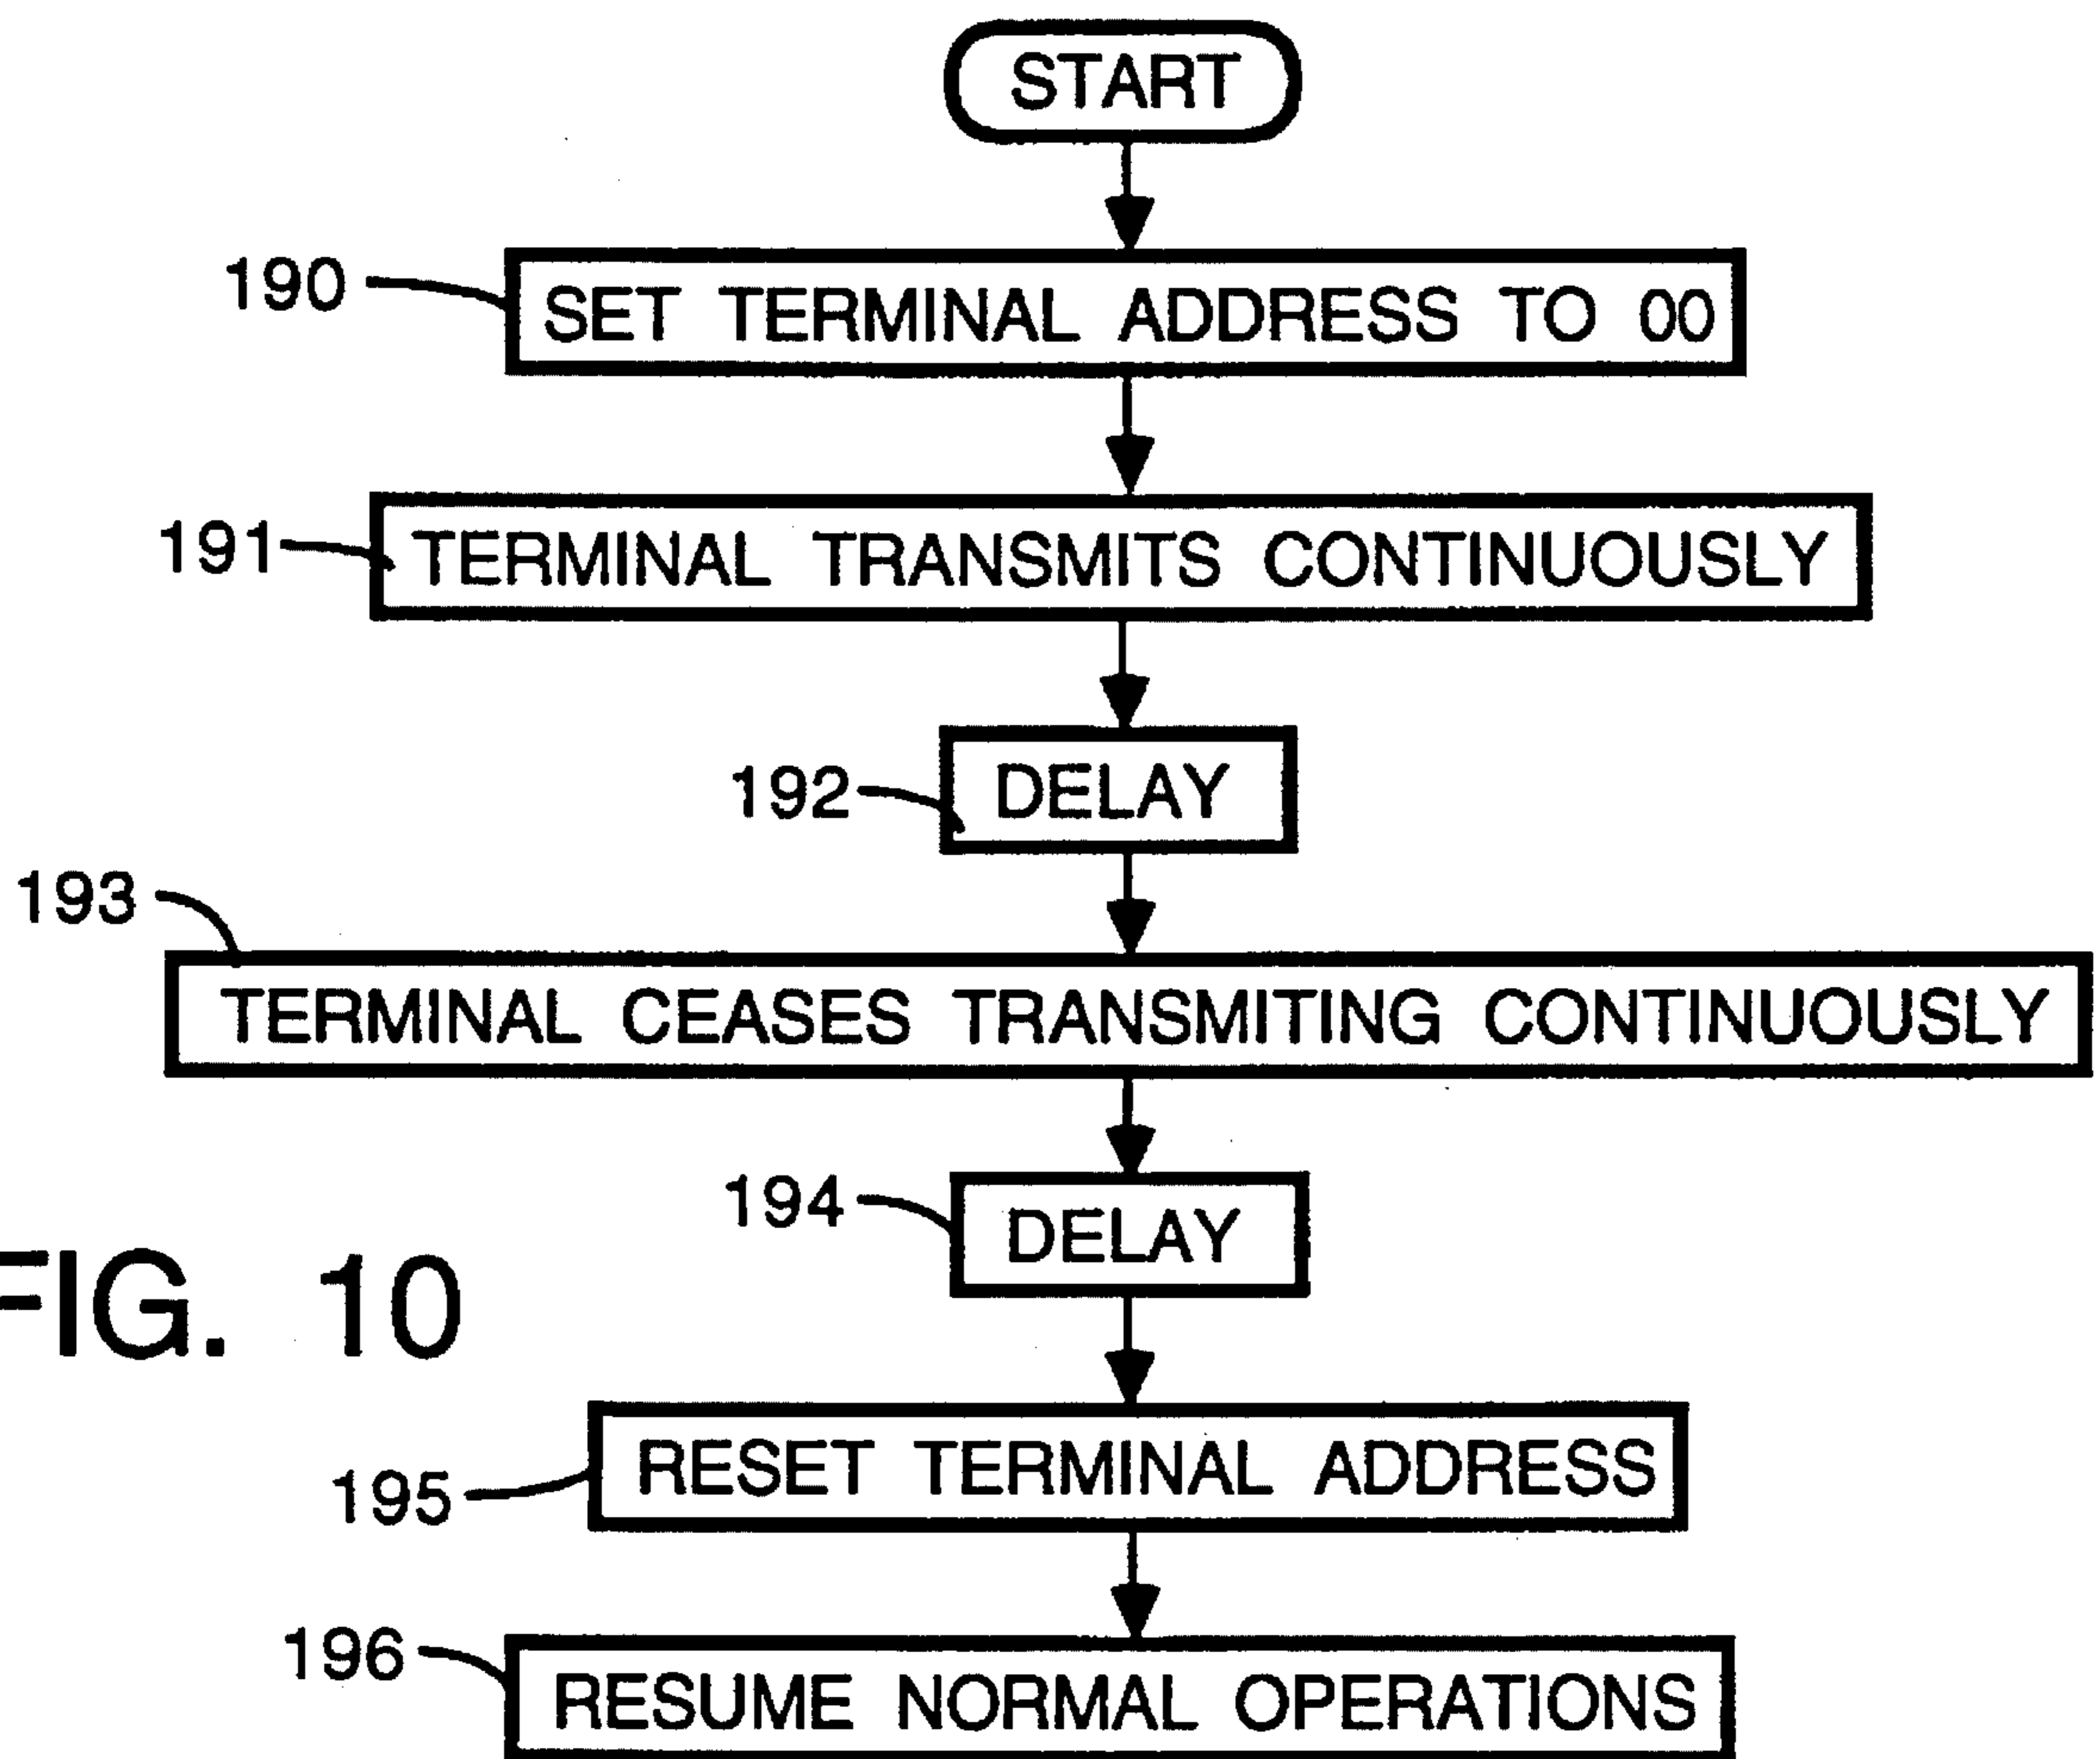 START
190
SET TERMINAL ADDRESS TO 00
191
TERMINAL TRANSMITS CONTINUOUSLY
192
DELAY
193
TERMINAL CEASES TRANSMITING CONTINUOUSLY
194
DELAY
FIG. 10
195
RESET TERMINAL ADDRESS
196
RESUME NORMAL OPERATIONS